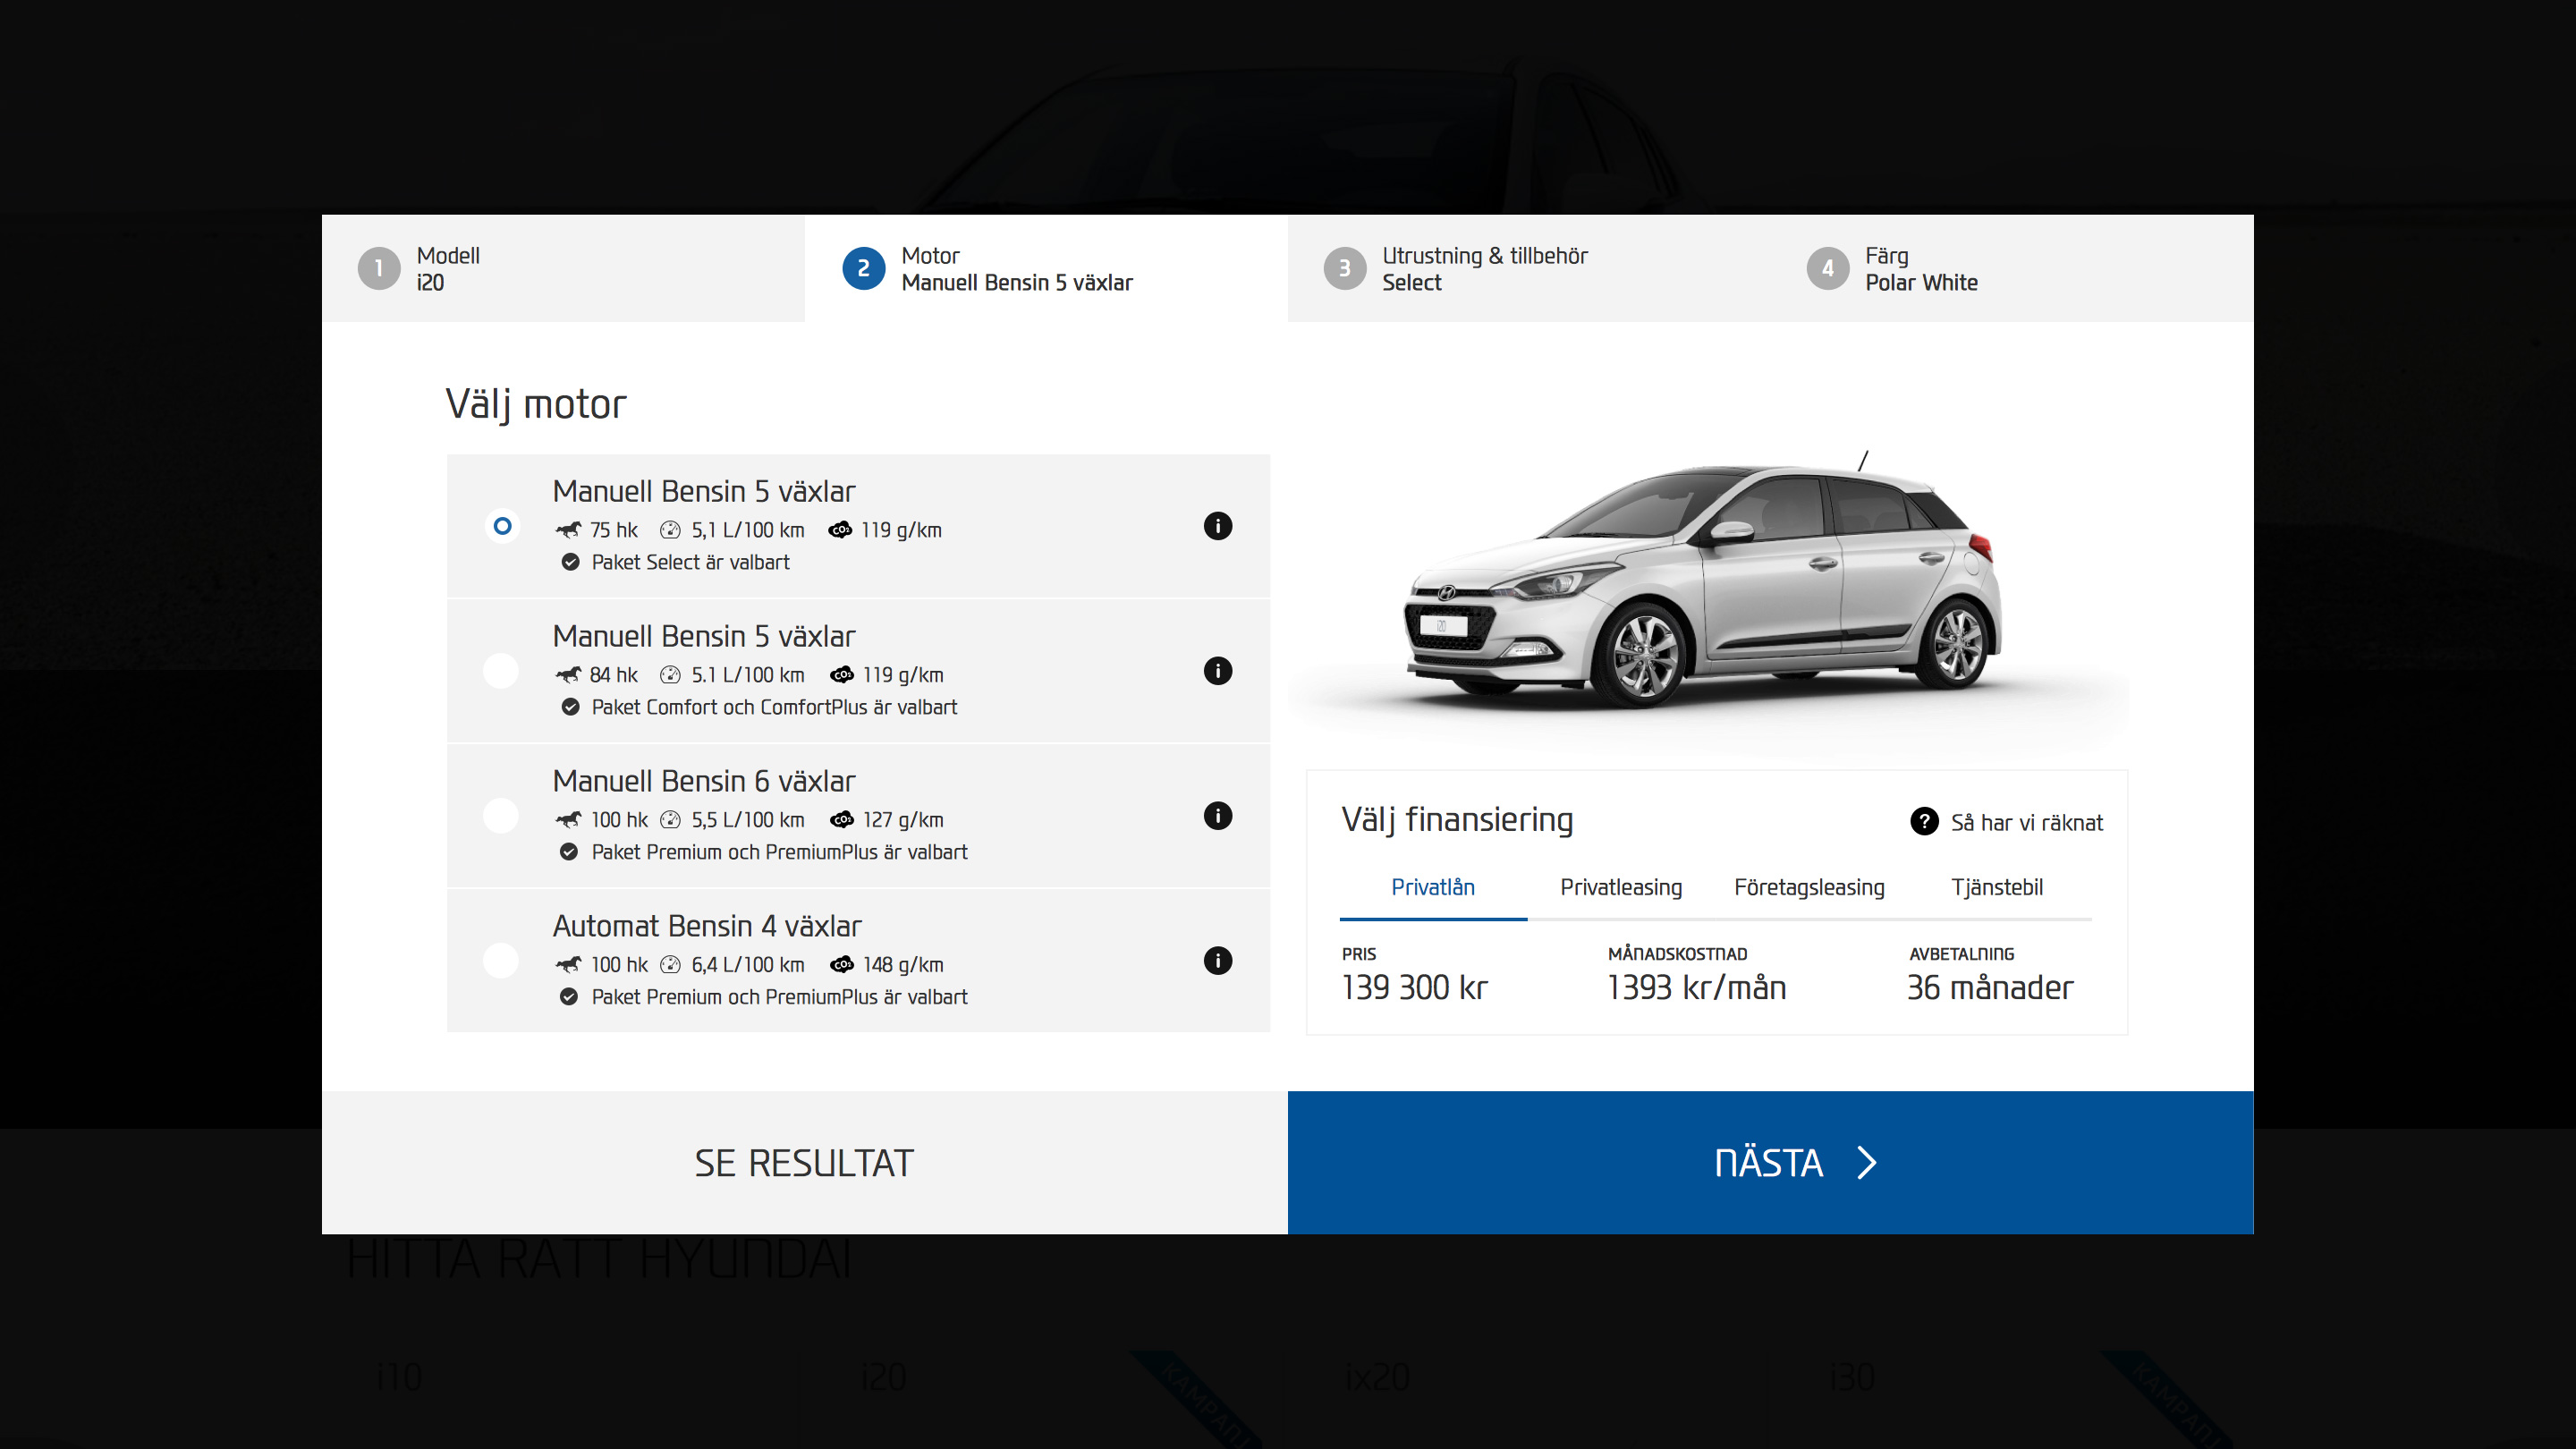 1 Modell
i20
2 Motor
Manuell Bensin 5 växlar
3 Utrustning & tillbehör
Select
4 Färg
Polar White
Välj motor
Manuell Bensin 5 växlar
75 hk 5,1 L/100 km CO2 119 g/km
Paket Select är valbart
Manuell Bensin 5 växlar
84 hk 5.1 L/100 km CO2 119 g/km
Paket Comfort och ComfortPlus är valbart
Manuell Bensin 6 växlar
100 hk 5,5 L/100 km CO2 127 g/km
Paket Premium och PremiumPlus är valbart
Automat Bensin 4 växlar
100 hk 6,4 L/100 km CO2 148 g/km
Paket Premium och PremiumPlus är valbart
i20
Välj finansiering
? Så har vi räknat
Privatlån Privatleasing Företagsleasing Tjänstebil
PRIS MÅNADSKOSTNAD AVBETALNING
139 300 kr 1393 kr/mån 36 månader
SE RESULTAT
NÄSTA
HITTA RÄTT HYUNDAI
i10 i20 ix20 i30
KAMPANJ
KAMPANJ